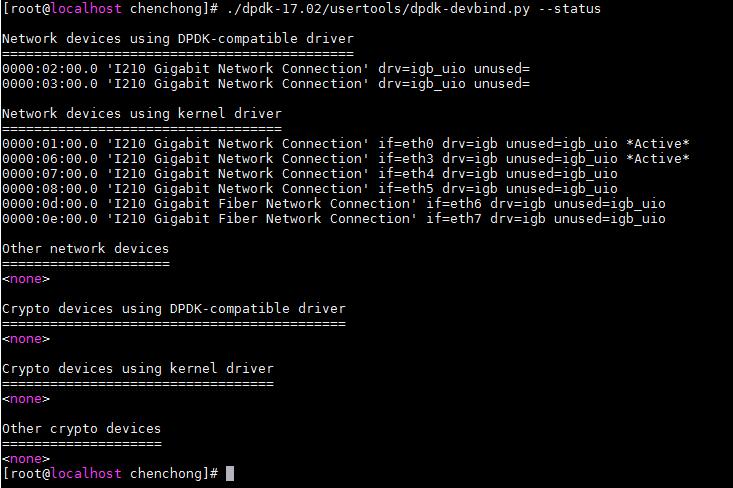 [root@localhost chenchong]# ./dpdk-17.02/usertools/dpdk-devbind.py --status
Network devices using DPDK-compatible driver
============================================
0000:02:00.0 'I210 Gigabit Network Connection' drv=igb_uio unused=
0000:03:00.0 'I210 Gigabit Network Connection' drv=igb_uio unused=
Network devices using kernel driver
===================================
0000:01:00.0 'I210 Gigabit Network Connection' if=eth0 drv=igb unused=igb_uio *Active*
0000:06:00.0 'I210 Gigabit Network Connection' if=eth3 drv=igb unused=igb_uio *Active*
0000:07:00.0 'I210 Gigabit Network Connection' if=eth4 drv=igb unused=igb_uio
0000:08:00.0 'I210 Gigabit Network Connection' if=eth5 drv=igb unused=igb_uio
0000:0d:00.0 'I210 Gigabit Fiber Network Connection' if=eth6 drv=igb unused=igb_uio
0000:0e:00.0 'I210 Gigabit Fiber Network Connection' if=eth7 drv=igb unused=igb_uio
Other network devices
=====================
<none>
Crypto devices using DPDK-compatible driver
===========================================
<none>
Crypto devices using kernel driver
==================================
<none>
Other crypto devices
====================
<none>
[root@localhost chenchong]#